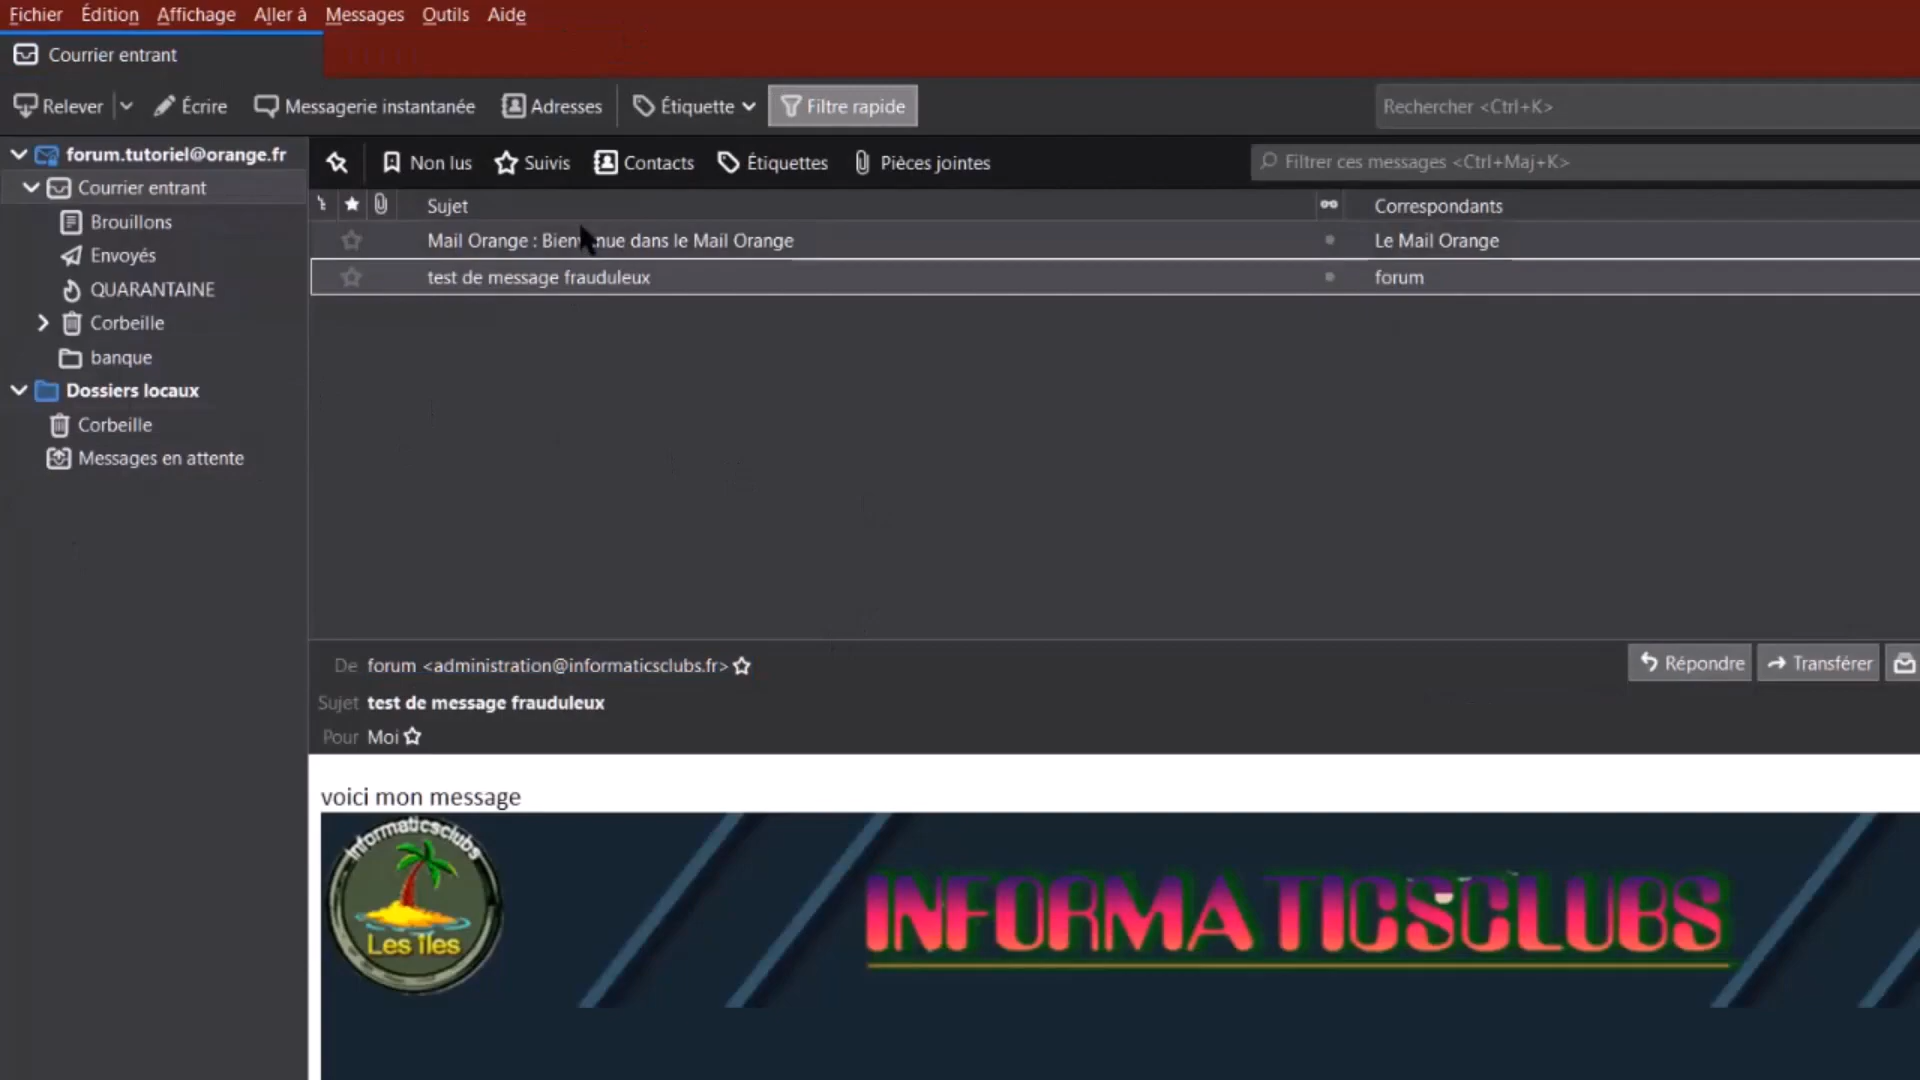 Fichier Édition Affichage Aller à Messages Outils Aide
Courrier entrant
Relever Écrire Messagerie instantanée Adresses Étiquette Filtre rapide Rechercher <Ctrl+K>
forum.tutoriel@orange.fr
Courrier entrant
Brouillons
Envoyés
QUARANTAINE
Corbeille
banque
Dossiers locaux
Corbeille
Messages en attente
Non lus Suivis Contacts Étiquettes Pièces jointes Filtrer ces messages <Ctrl+Maj+K>
Sujet Correspondants
Mail Orange : Bienvenue dans le Mail Orange Le Mail Orange
test de message frauduleux forum
De forum <administration@informaticsclubs.fr> Répondre Transférer
Sujet test de message frauduleux
Pour Moi
voici mon message
Informaticsclubs
Les îles
INFORMATICSCLUBS